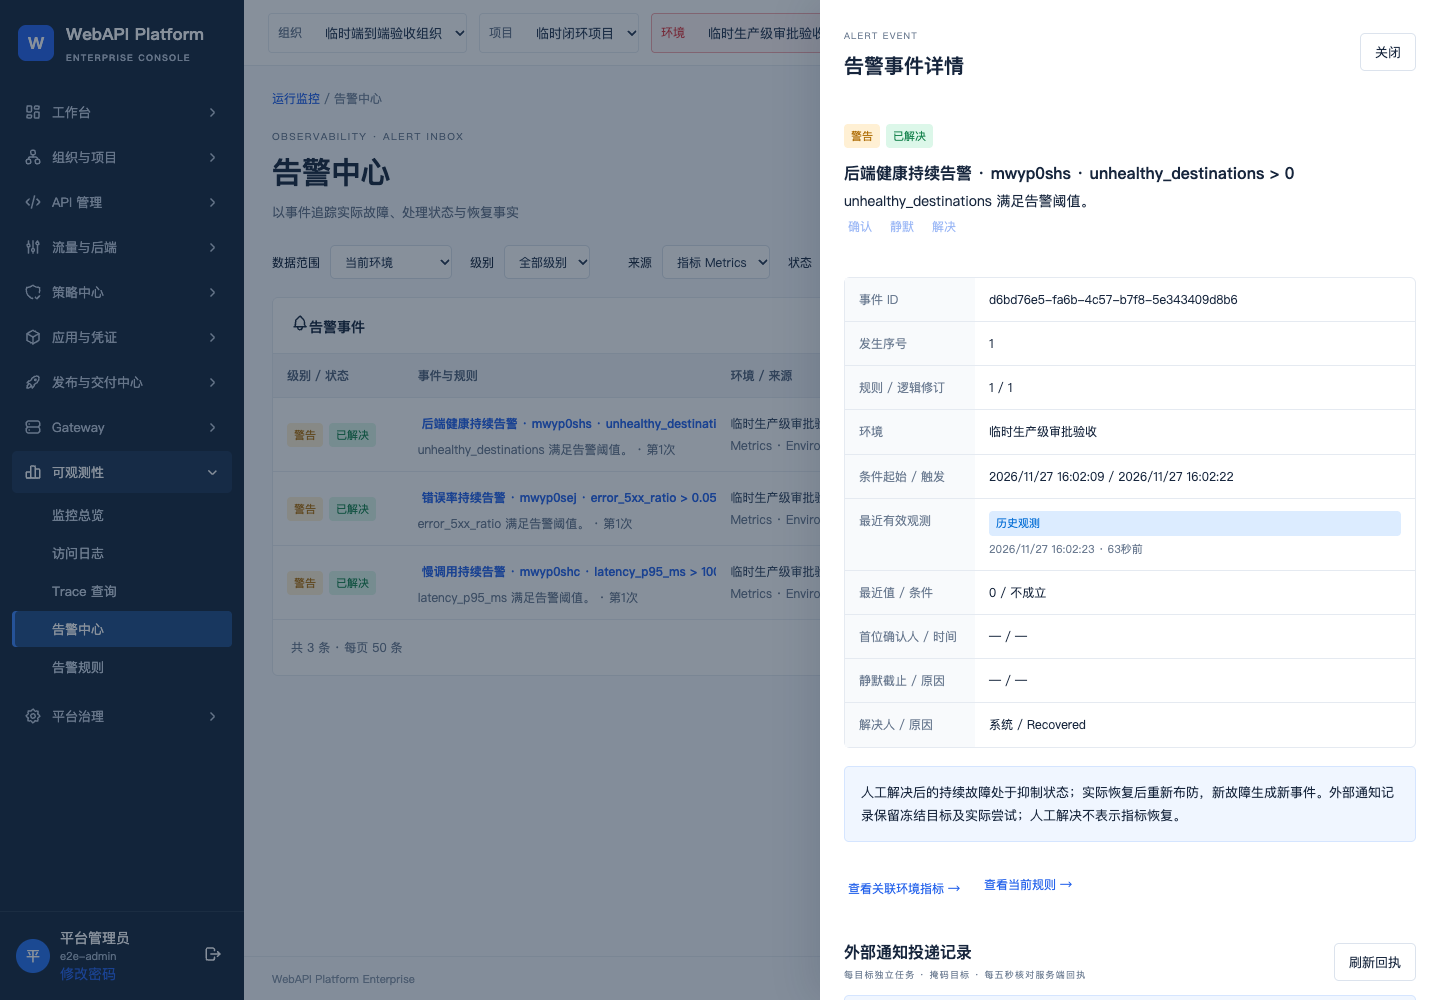 W
WebAPI Platform
ENTERPRISE CONSOLE
工作台
组织与项目
API 管理
流量与后端
策略中心
应用与凭证
发布与交付中心
Gateway
可观测性
监控总览
访问日志
Trace 查询
告警中心
告警规则
平台治理
平
平台管理员
e2e-admin
修改密码
组织 临时端到端验收组织
项目 临时闭环项目
环境 临时生产级审批验收
运行监控 / 告警中心
OBSERVABILITY · ALERT INBOX
告警中心
以事件追踪实际故障、处理状态与恢复事实
数据范围 当前环境 级别 全部级别 来源 指标 Metrics 状态
告警事件
级别 / 状态 事件与规则 环境 / 来源
警告 已解决 后端健康持续告警 · mwyp0shs · unhealthy_destinati 临时生产级审批验
unhealthy_destinations 满足告警阈值。 · 第1次 Metrics · Enviro
警告 已解决 错误率持续告警 · mwyp0sej · error_5xx_ratio > 0.05 临时生产级审批验
error_5xx_ratio 满足告警阈值。 · 第1次 Metrics · Enviro
警告 已解决 慢调用持续告警 · mwyp0shc · latency_p95_ms > 100 临时生产级审批验
latency_p95_ms 满足告警阈值。 · 第1次 Metrics · Enviro
共 3 条 · 每页 50 条
WebAPI Platform Enterprise
ALERT EVENT
告警事件详情
关闭
警告 已解决
后端健康持续告警 · mwyp0shs · unhealthy_destinations > 0
unhealthy_destinations 满足告警阈值。
确认 静默 解决
事件 ID d6bd76e5-fa6b-4c57-b7f8-5e343409d8b6
发生序号 1
规则 / 逻辑修订 1 / 1
环境 临时生产级审批验收
条件起始 / 触发 2026/11/27 16:02:09 / 2026/11/27 16:02:22
最近有效观测 历史观测
2026/11/27 16:02:23 · 63秒前
最近值 / 条件 0 / 不成立
首位确认人 / 时间 — / —
静默截止 / 原因 — / —
解决人 / 原因 系统 / Recovered
人工解决后的持续故障处于抑制状态；实际恢复后重新布防，新故障生成新事件。外部通知记
录保留冻结目标及实际尝试；人工解决不表示指标恢复。
查看关联环境指标 → 查看当前规则 →
外部通知投递记录
每目标独立任务 · 掩码目标 · 每五秒核对服务端回执
刷新回执